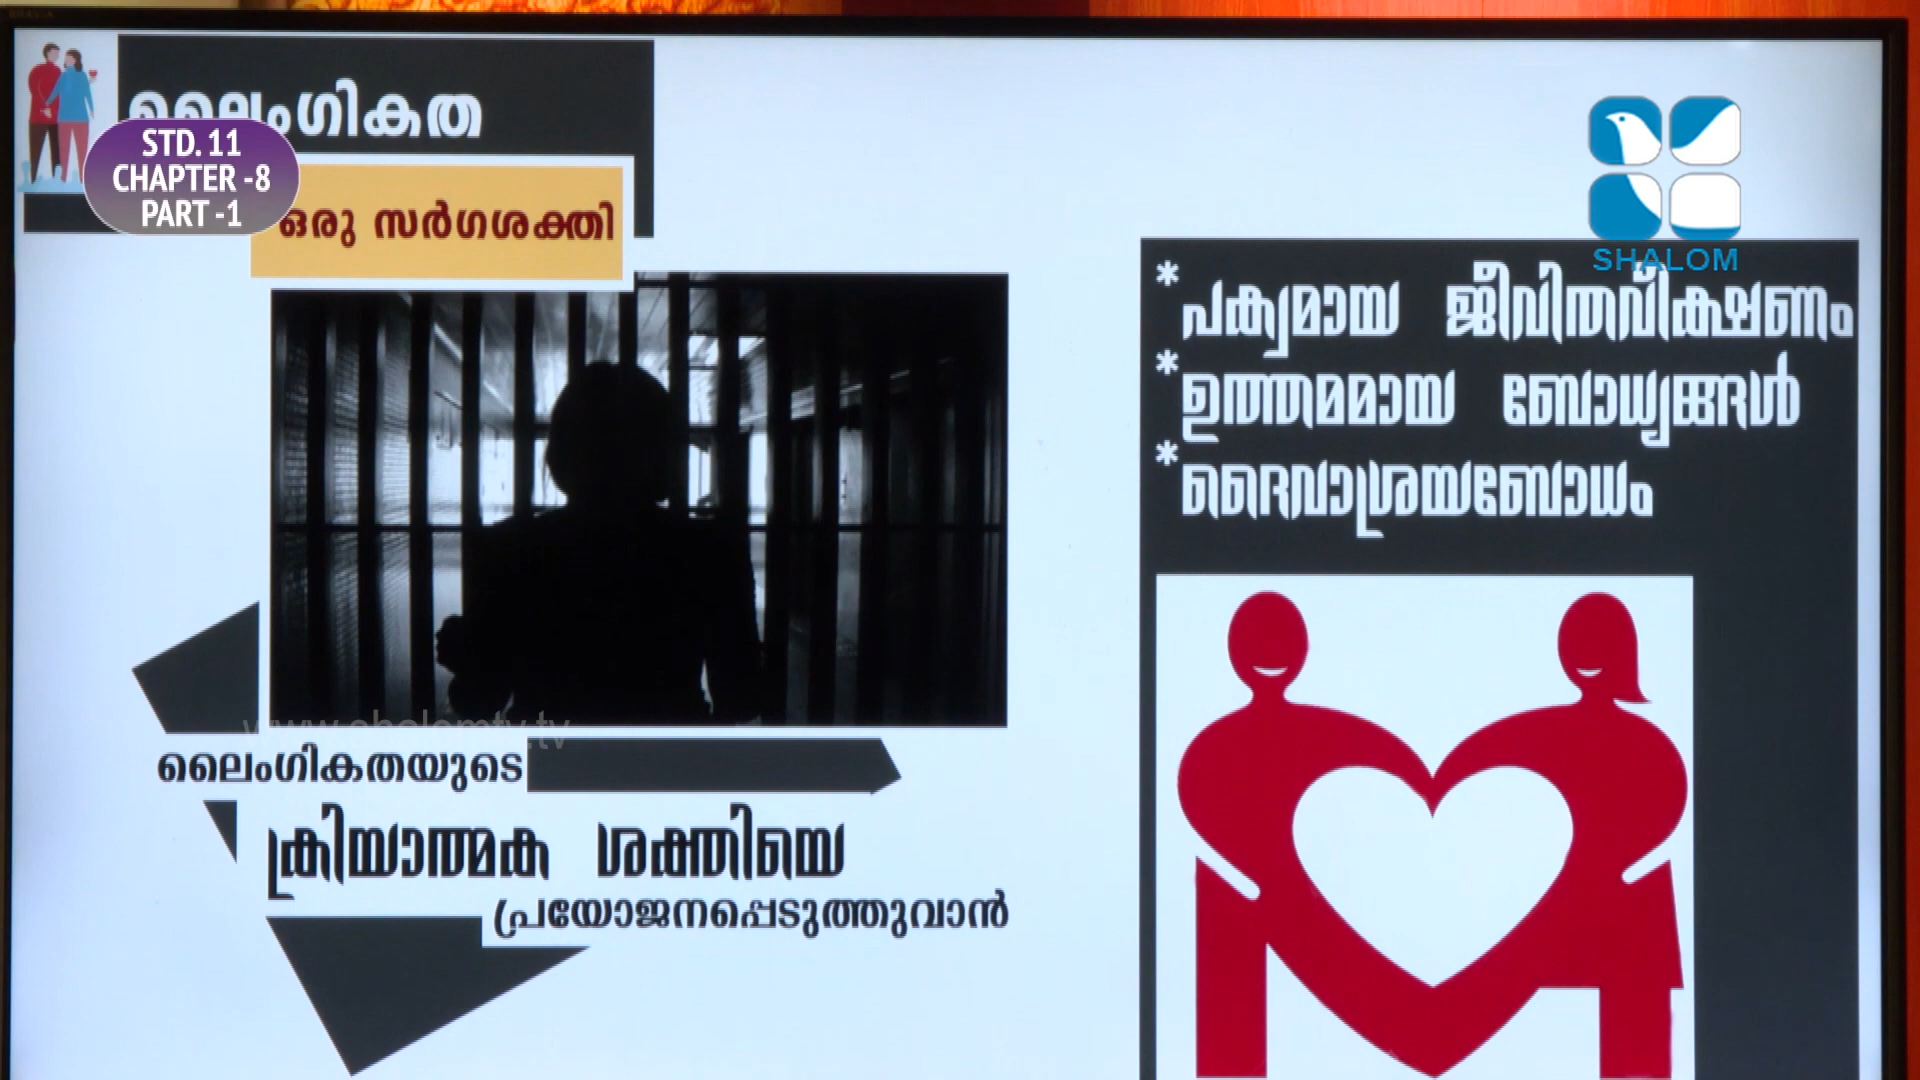 ലൈംഗികത
STD. 11
CHAPTER -8
PART -1
ഒരു സർഗശക്തി
SHALOM
*പക്വമായ ജീവിതവീക്ഷണം
*ഉത്തമമായ ബോധ്യങ്ങൾ
*ദൈവാശ്രയബോധം
www.shalomtv.tv
ലൈംഗികതയുടെ
ക്രിയാത്മക ശക്തിയെ
പ്രയോജനപ്പെടുത്തുവാൻ